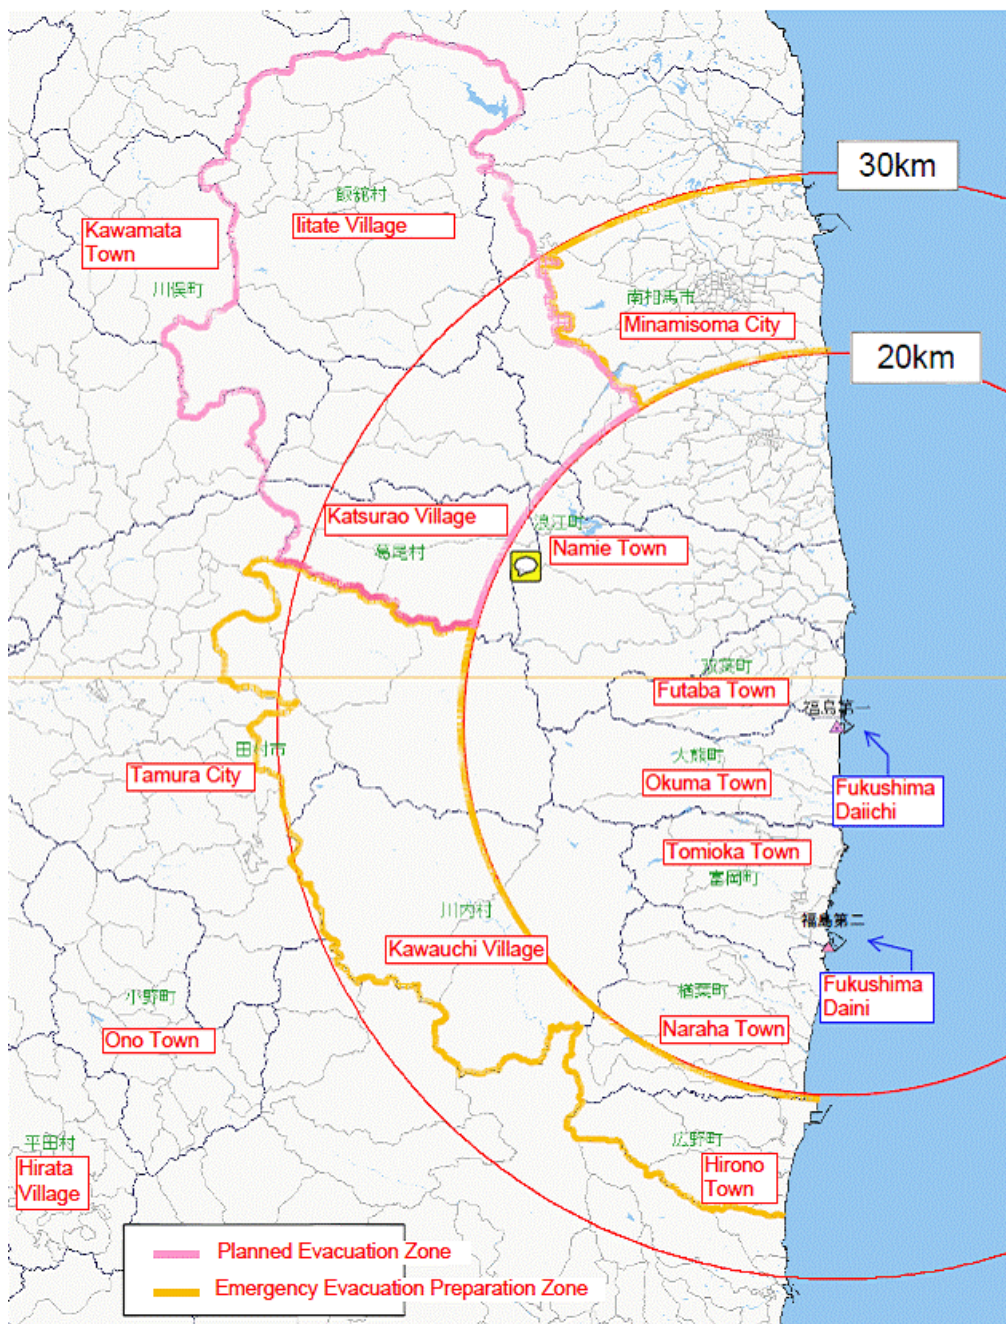 30km
飯舘村
Iitate Village
Kawamata
Town
川俣町
南相馬市
Minamisoma City
20km
Katsurao Village
葛尾村
浪江町
Namie Town
双葉町
Futaba Town
福島第一
田村市
Tamura City
大熊町
Okuma Town
Fukushima
Daiichi
Tomioka Town
富岡町
川内村
Kawauchi Village
福島第二
Fukushima
Daini
小野町
Ono Town
楢葉町
Naraha Town
平田村
Hirata
Village
広野町
Hirono
Town
Planned Evacuation Zone
Emergency Evacuation Preparation Zone